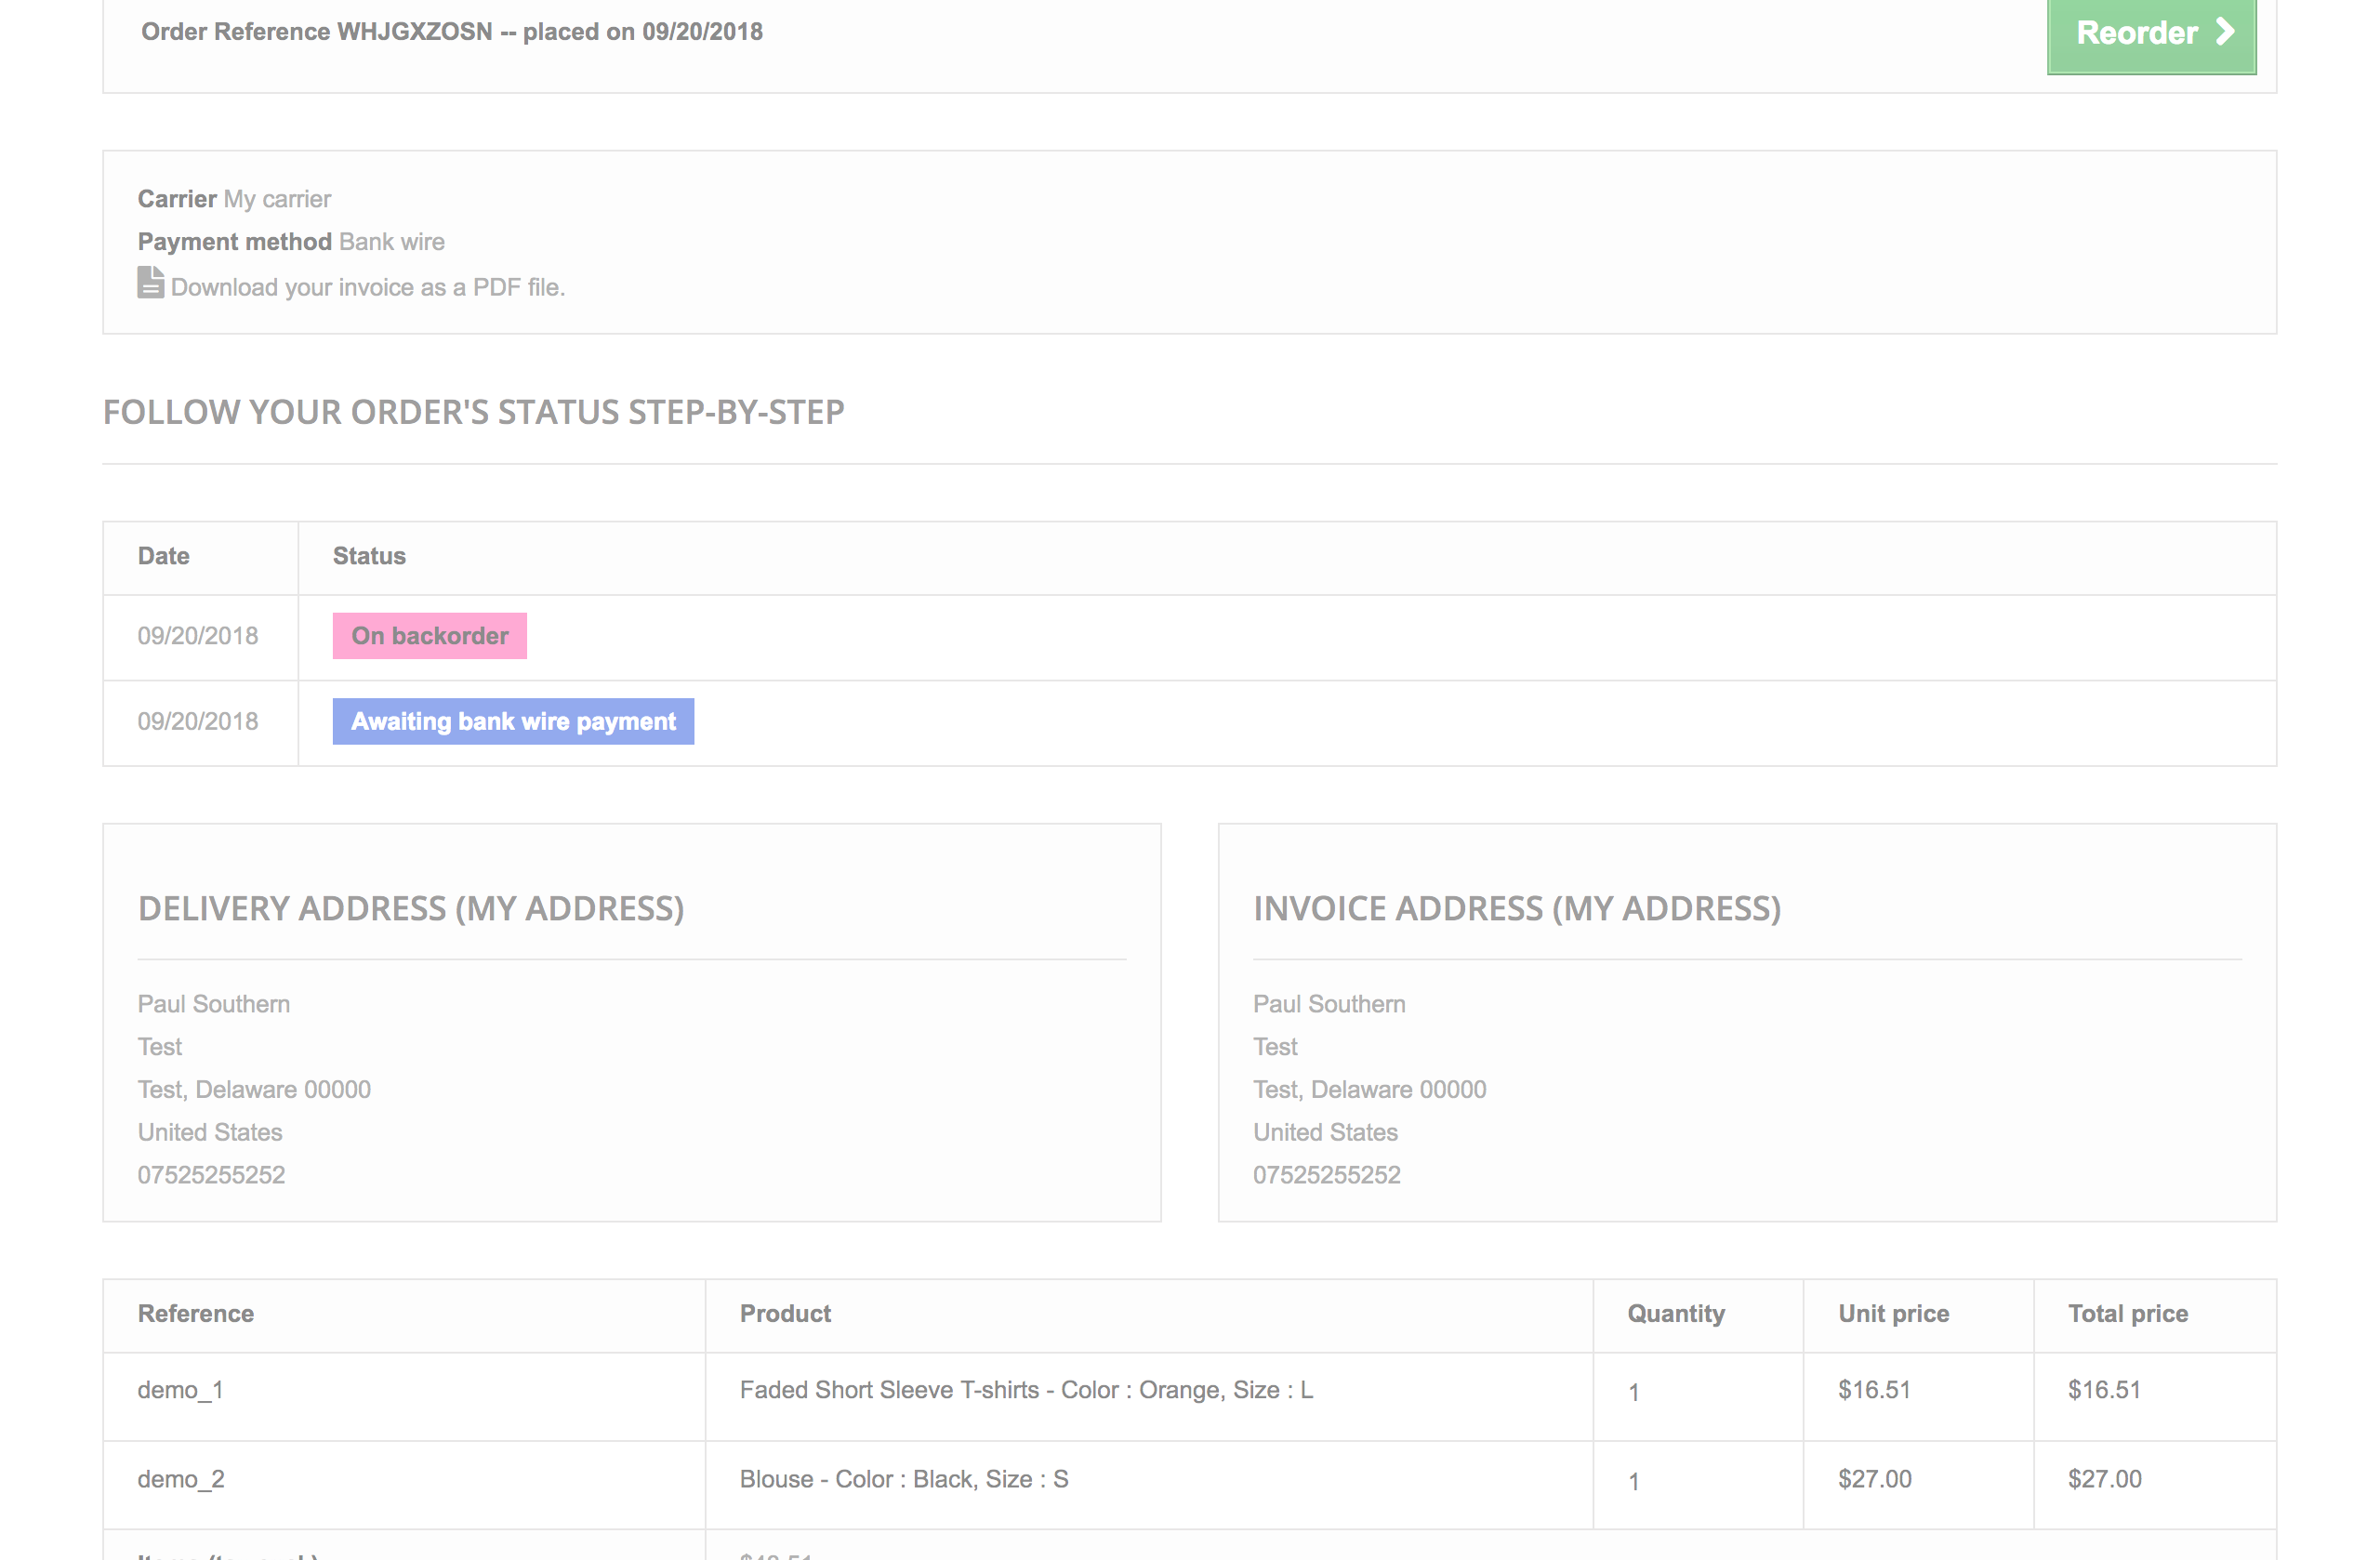 Order Reference WHJGXZOSN -- placed on 09/20/2018
Reorder
Carrier My carrier
Payment method Bank wire
Download your invoice as a PDF file.
FOLLOW YOUR ORDER'S STATUS STEP-BY-STEP
Date Status
09/20/2018 On backorder
09/20/2018 Awaiting bank wire payment
DELIVERY ADDRESS (MY ADDRESS)
Paul Southern
Test
Test, Delaware 00000
United States
07525255252
INVOICE ADDRESS (MY ADDRESS)
Paul Southern
Test
Test, Delaware 00000
United States
07525255252
Reference Product Quantity Unit price Total price
demo_1 Faded Short Sleeve T-shirts - Color : Orange, Size : L 1 $16.51 $16.51
demo_2 Blouse - Color : Black, Size : S 1 $27.00 $27.00